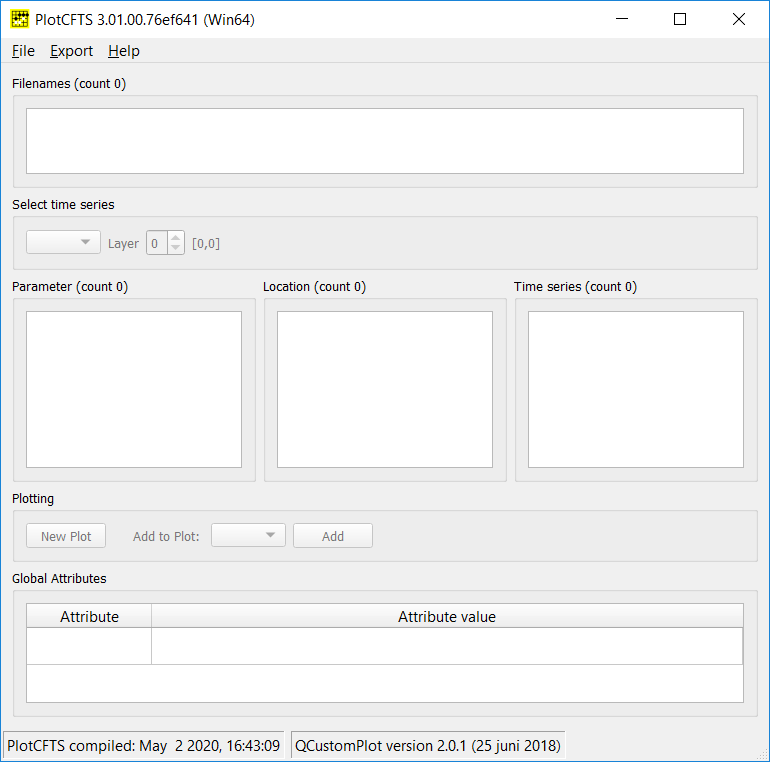 PlotCFTS 3.01.00.76ef641 (Win64)
File Export Help
Filenames (count 0)
Select time series
Layer 0 [0,0]
Parameter (count 0) Location (count 0) Time series (count 0)
Plotting
New Plot Add to Plot: Add
Global Attributes
Attribute Attribute value
PlotCFTS compiled: May  2 2020, 16:43:09 QCustomPlot version 2.0.1 (25 juni 2018)